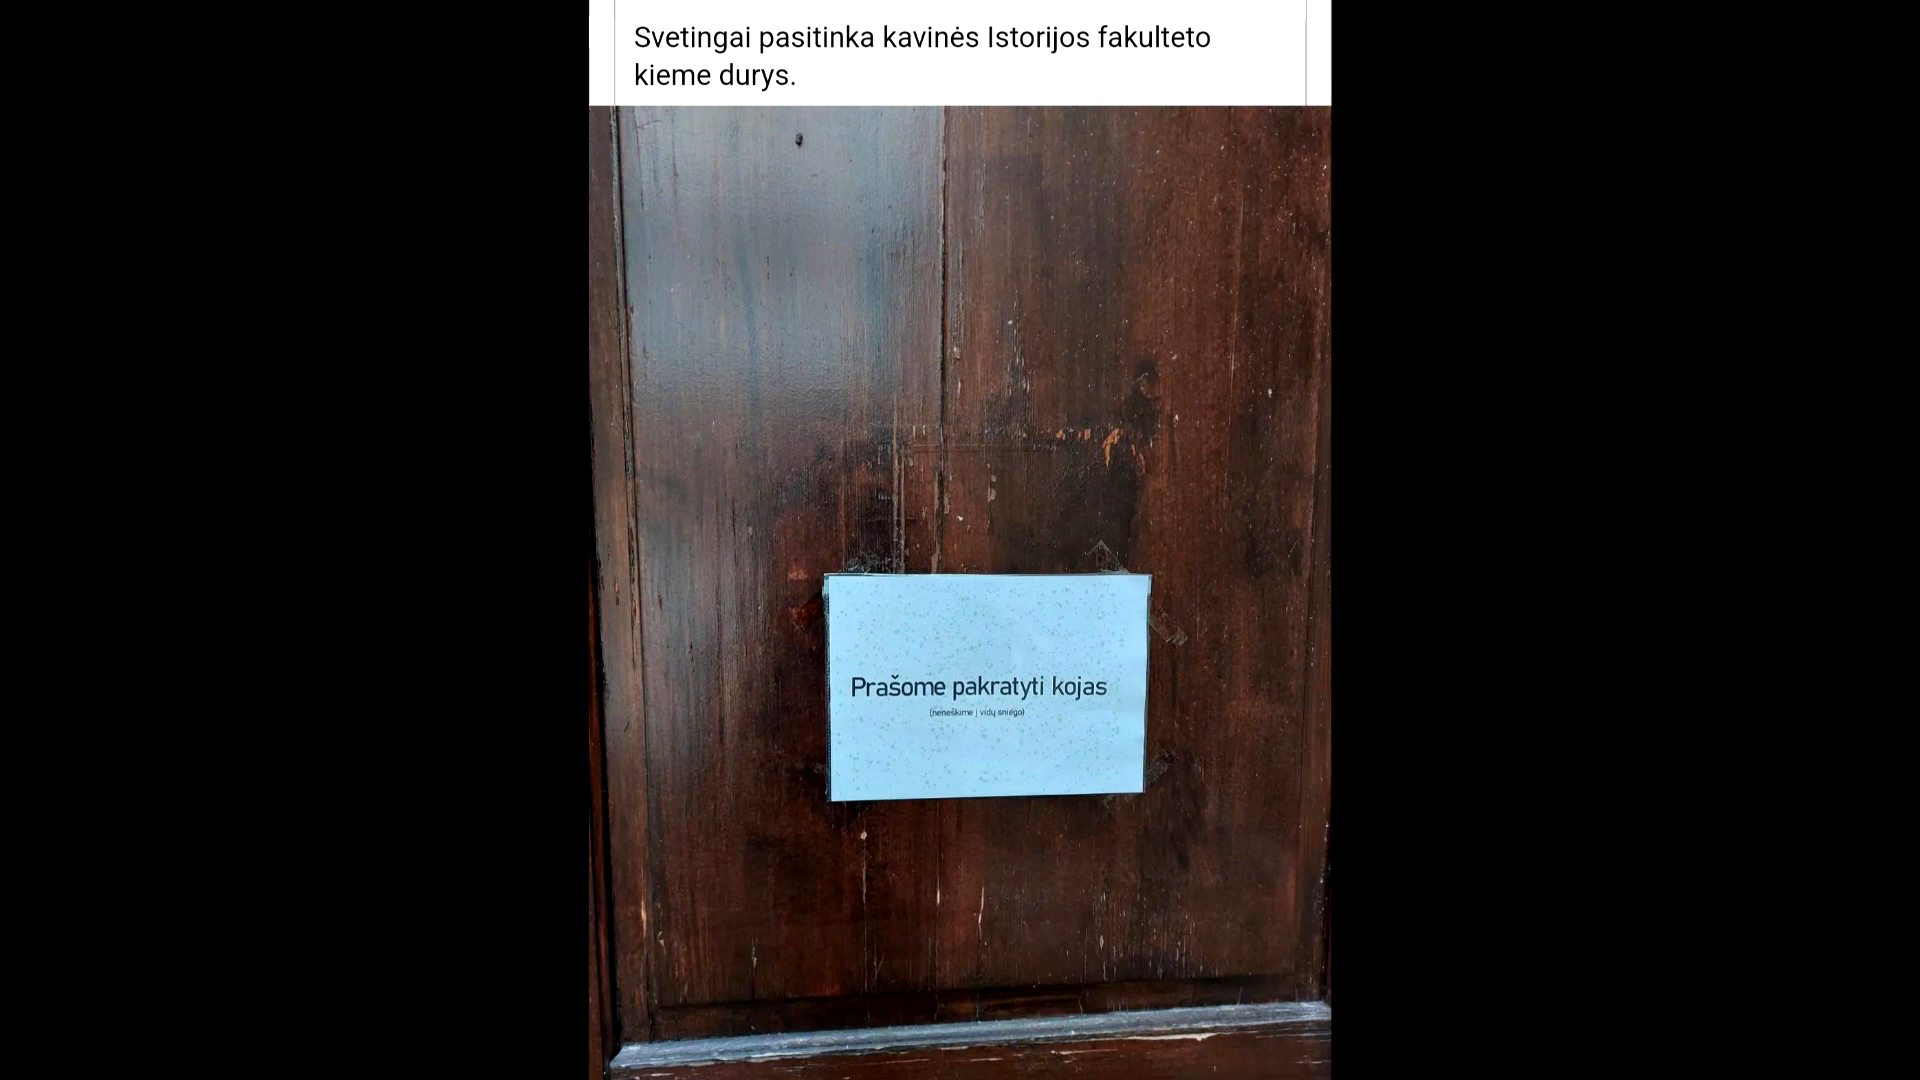 Svetingai pasitinka kavinės Istorijos fakulteto
kieme durys.
Prašome pakratyti kojas
(neneškime į vidų sniego)